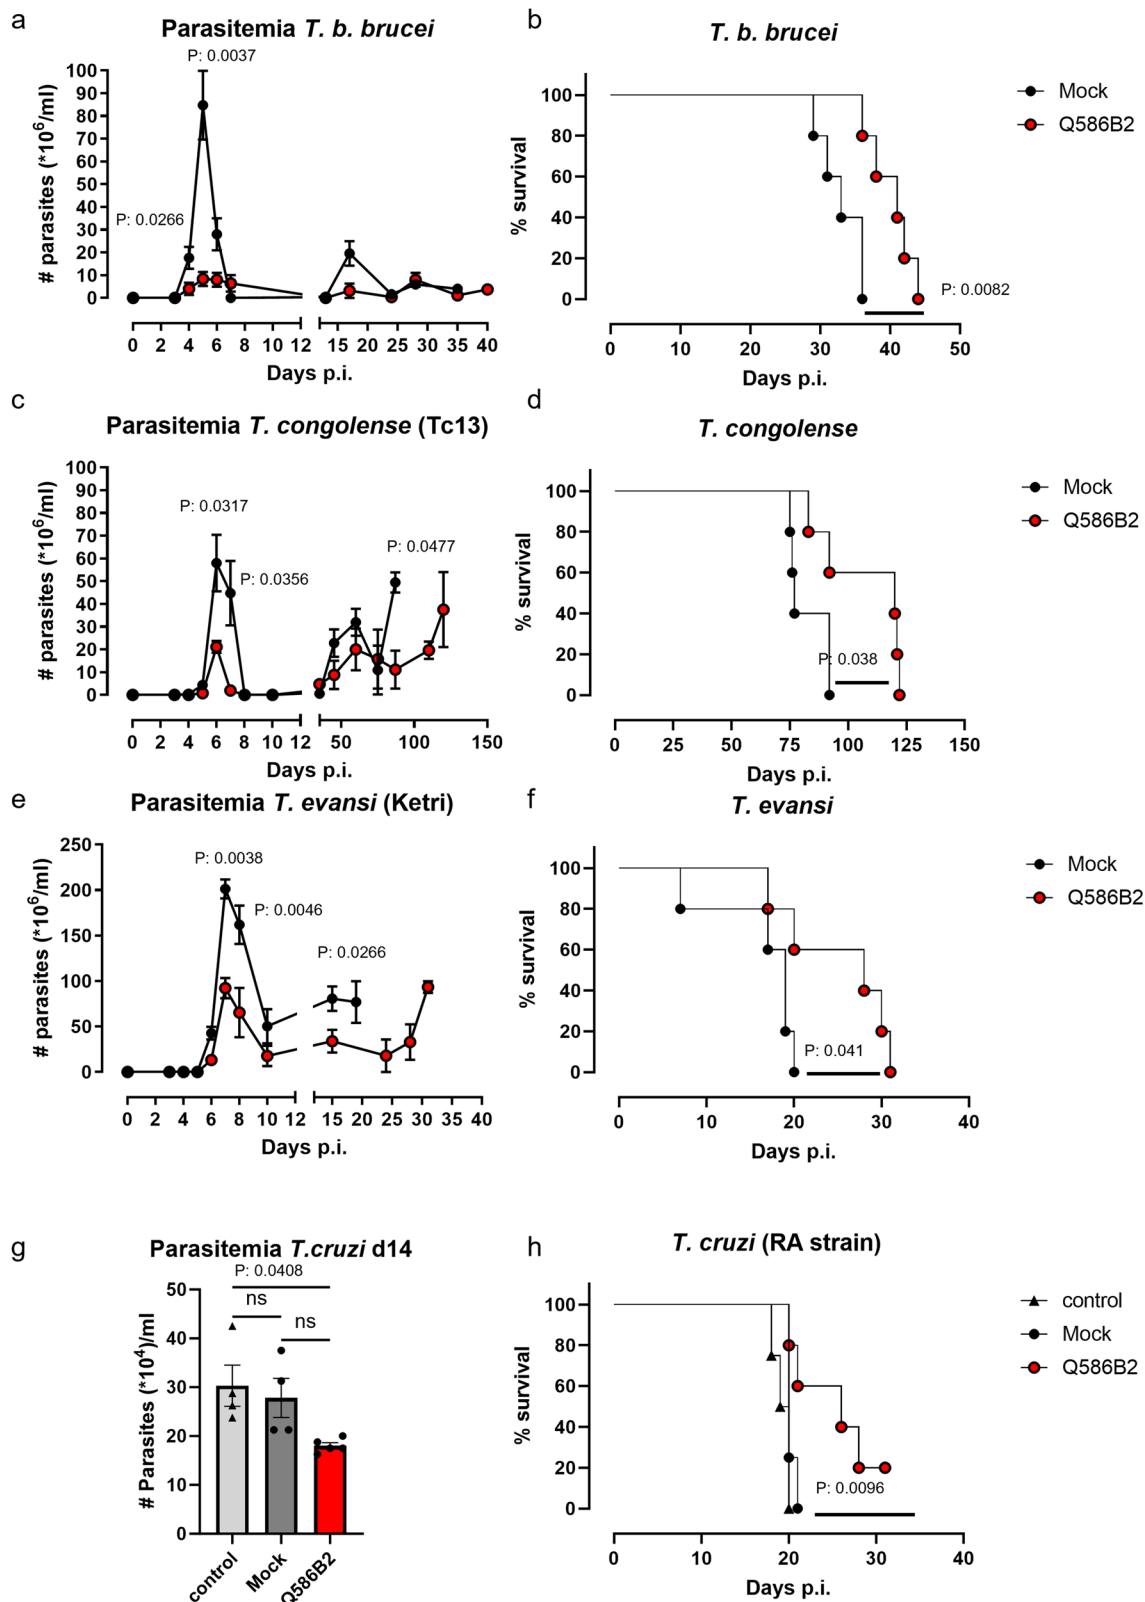 a
Parasitemia T. b. brucei
P: 0.0037
P: 0.0266
# parasites (*10^6/ml)
100
90
80
70
60
50
40
30
20
10
0
0 2 4 6 8 10 12 15 20 25 30 35 40
Days p.i.
b
T. b. brucei
% survival
100
80
60
40
20
0
P: 0.0082
0 10 20 30 40 50
Days p.i.
Mock
Q586B2
c
Parasitemia T. congolense (Tc13)
P: 0.0317
P: 0.0477
P: 0.0356
# parasites (*10^6/ml)
100
90
80
70
60
50
40
30
20
10
0
0 2 4 6 8 10 12 50 100 150
Days p.i.
d
T. congolense
% survival
100
80
60
40
20
0
P: 0.038
0 25 50 75 100 125 150
Days p.i.
Mock
Q586B2
e
Parasitemia T. evansi (Ketri)
P: 0.0038
P: 0.0046
P: 0.0266
# parasites (*10^6/ml)
250
200
150
100
50
0
0 2 4 6 8 10 12 15 20 25 30 35 40
Days p.i.
f
T. evansi
% survival
100
80
60
40
20
0
P: 0.041
0 10 20 30 40
Days p.i.
Mock
Q586B2
g
Parasitemia T.cruzi d14
P: 0.0408
ns
ns
# Parasites (*10^4)/ml
50
40
30
20
10
0
control
Mock
Q586B2
h
T. cruzi (RA strain)
% survival
100
80
60
40
20
0
P: 0.0096
0 10 20 30 40
Days p.i.
control
Mock
Q586B2